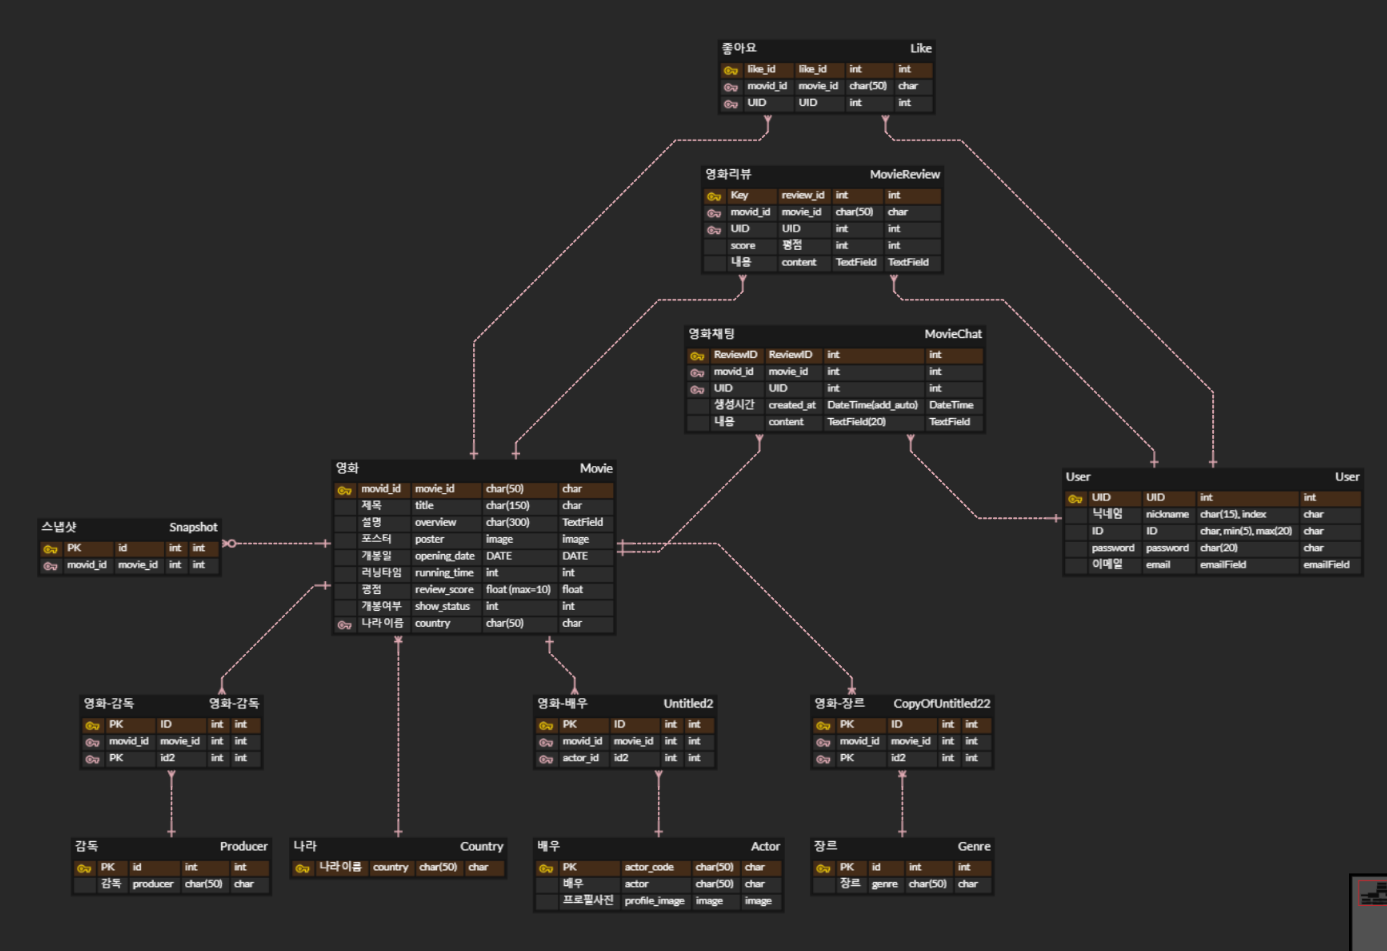 좋아요 Like
like_id like_id int int
movid_id movie_id char(50) char
UID UID int int
영화리뷰 MovieReview
Key review_id int int
movid_id movie_id char(50) char
UID UID int int
score 평점 int int
내용 content TextField TextField
영화채팅 MovieChat
ReviewID ReviewID int int
movid_id movie_id int int
UID UID int int
생성시간 created_at DateTime(add_auto) DateTime
내용 content TextField(20) TextField
영화 Movie
movid_id movie_id char(50) char
제목 title char(150) char
설명 overview char(300) TextField
포스터 poster image image
개봉일 opening_date DATE DATE
러닝타임 running_time int int
평점 review_score float (max=10) float
개봉여부 show_status int int
나라 이름 country char(50) char
User User
UID UID int int
닉네임 nickname char(15), index char
ID ID char, min(5), max(20) char
password password char(20) char
이메일 email emailField emailField
스냅샷 Snapshot
PK id int int
movid_id movie_id int int
영화-감독 영화-감독
PK ID int int
movid_id movie_id int int
PK id2 int int
영화-배우 Untitled2
PK ID int int
movid_id movie_id int int
actor_id id2 int int
영화-장르 CopyOfUntitled22
PK ID int int
movid_id movie_id int int
PK id2 int int
감독 Producer
PK id int int
감독 producer char(50) char
나라 Country
나라 이름 country char(50) char
배우 Actor
PK actor_code char(50) char
배우 actor char(50) char
프로필사진 profile_image image image
장르 Genre
PK id int int
장르 genre char(50) char